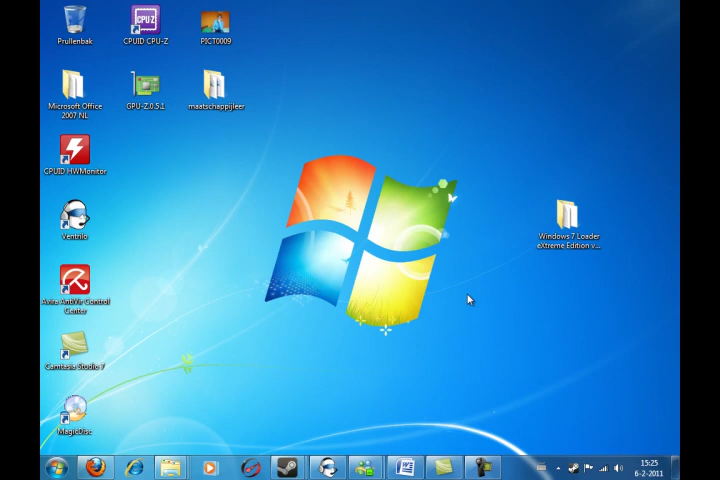 Prullenbak
CPUID CPU-Z
PICT0009
Microsoft Office
2007 NL
GPU-Z.0.5.1
maatschappijleer
CPUID HWMonitor
Ventrilo
Windows 7 Loader
eXtreme Edition v...
Avira AntiVir Control
Center
Camtasia Studio 7
MagicDisc
15:25
6-2-2011